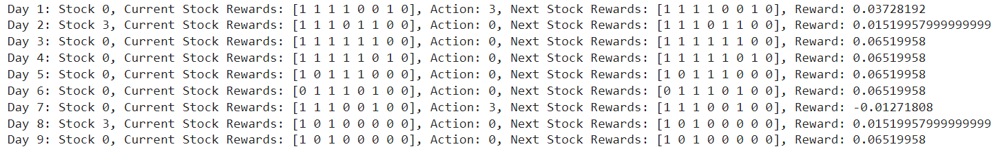 Day 1: Stock 0, Current Stock Rewards: [1 1 1 1 0 0 1 0], Action: 3, Next Stock Rewards: [1 1 1 1 0 0 1 0], Reward: 0.03728192
Day 2: Stock 3, Current Stock Rewards: [1 1 1 0 1 1 0 0], Action: 0, Next Stock Rewards: [1 1 1 0 1 1 0 0], Reward: 0.01519957999999999
Day 3: Stock 0, Current Stock Rewards: [1 1 1 1 1 1 0 0], Action: 0, Next Stock Rewards: [1 1 1 1 1 1 0 0], Reward: 0.06519958
Day 4: Stock 0, Current Stock Rewards: [1 1 1 1 1 0 1 0], Action: 0, Next Stock Rewards: [1 1 1 1 1 0 1 0], Reward: 0.06519958
Day 5: Stock 0, Current Stock Rewards: [1 0 1 1 1 0 0 0], Action: 0, Next Stock Rewards: [1 0 1 1 1 0 0 0], Reward: 0.06519958
Day 6: Stock 0, Current Stock Rewards: [0 1 1 1 0 1 0 0], Action: 0, Next Stock Rewards: [0 1 1 1 0 1 0 0], Reward: 0.06519958
Day 7: Stock 0, Current Stock Rewards: [1 1 1 0 0 1 0 0], Action: 3, Next Stock Rewards: [1 1 1 0 0 1 0 0], Reward: -0.01271808
Day 8: Stock 3, Current Stock Rewards: [1 0 1 0 0 0 0 0], Action: 0, Next Stock Rewards: [1 0 1 0 0 0 0 0], Reward: 0.01519957999999999
Day 9: Stock 0, Current Stock Rewards: [1 0 1 0 0 0 0 0], Action: 0, Next Stock Rewards: [1 0 1 0 0 0 0 0], Reward: 0.06519958